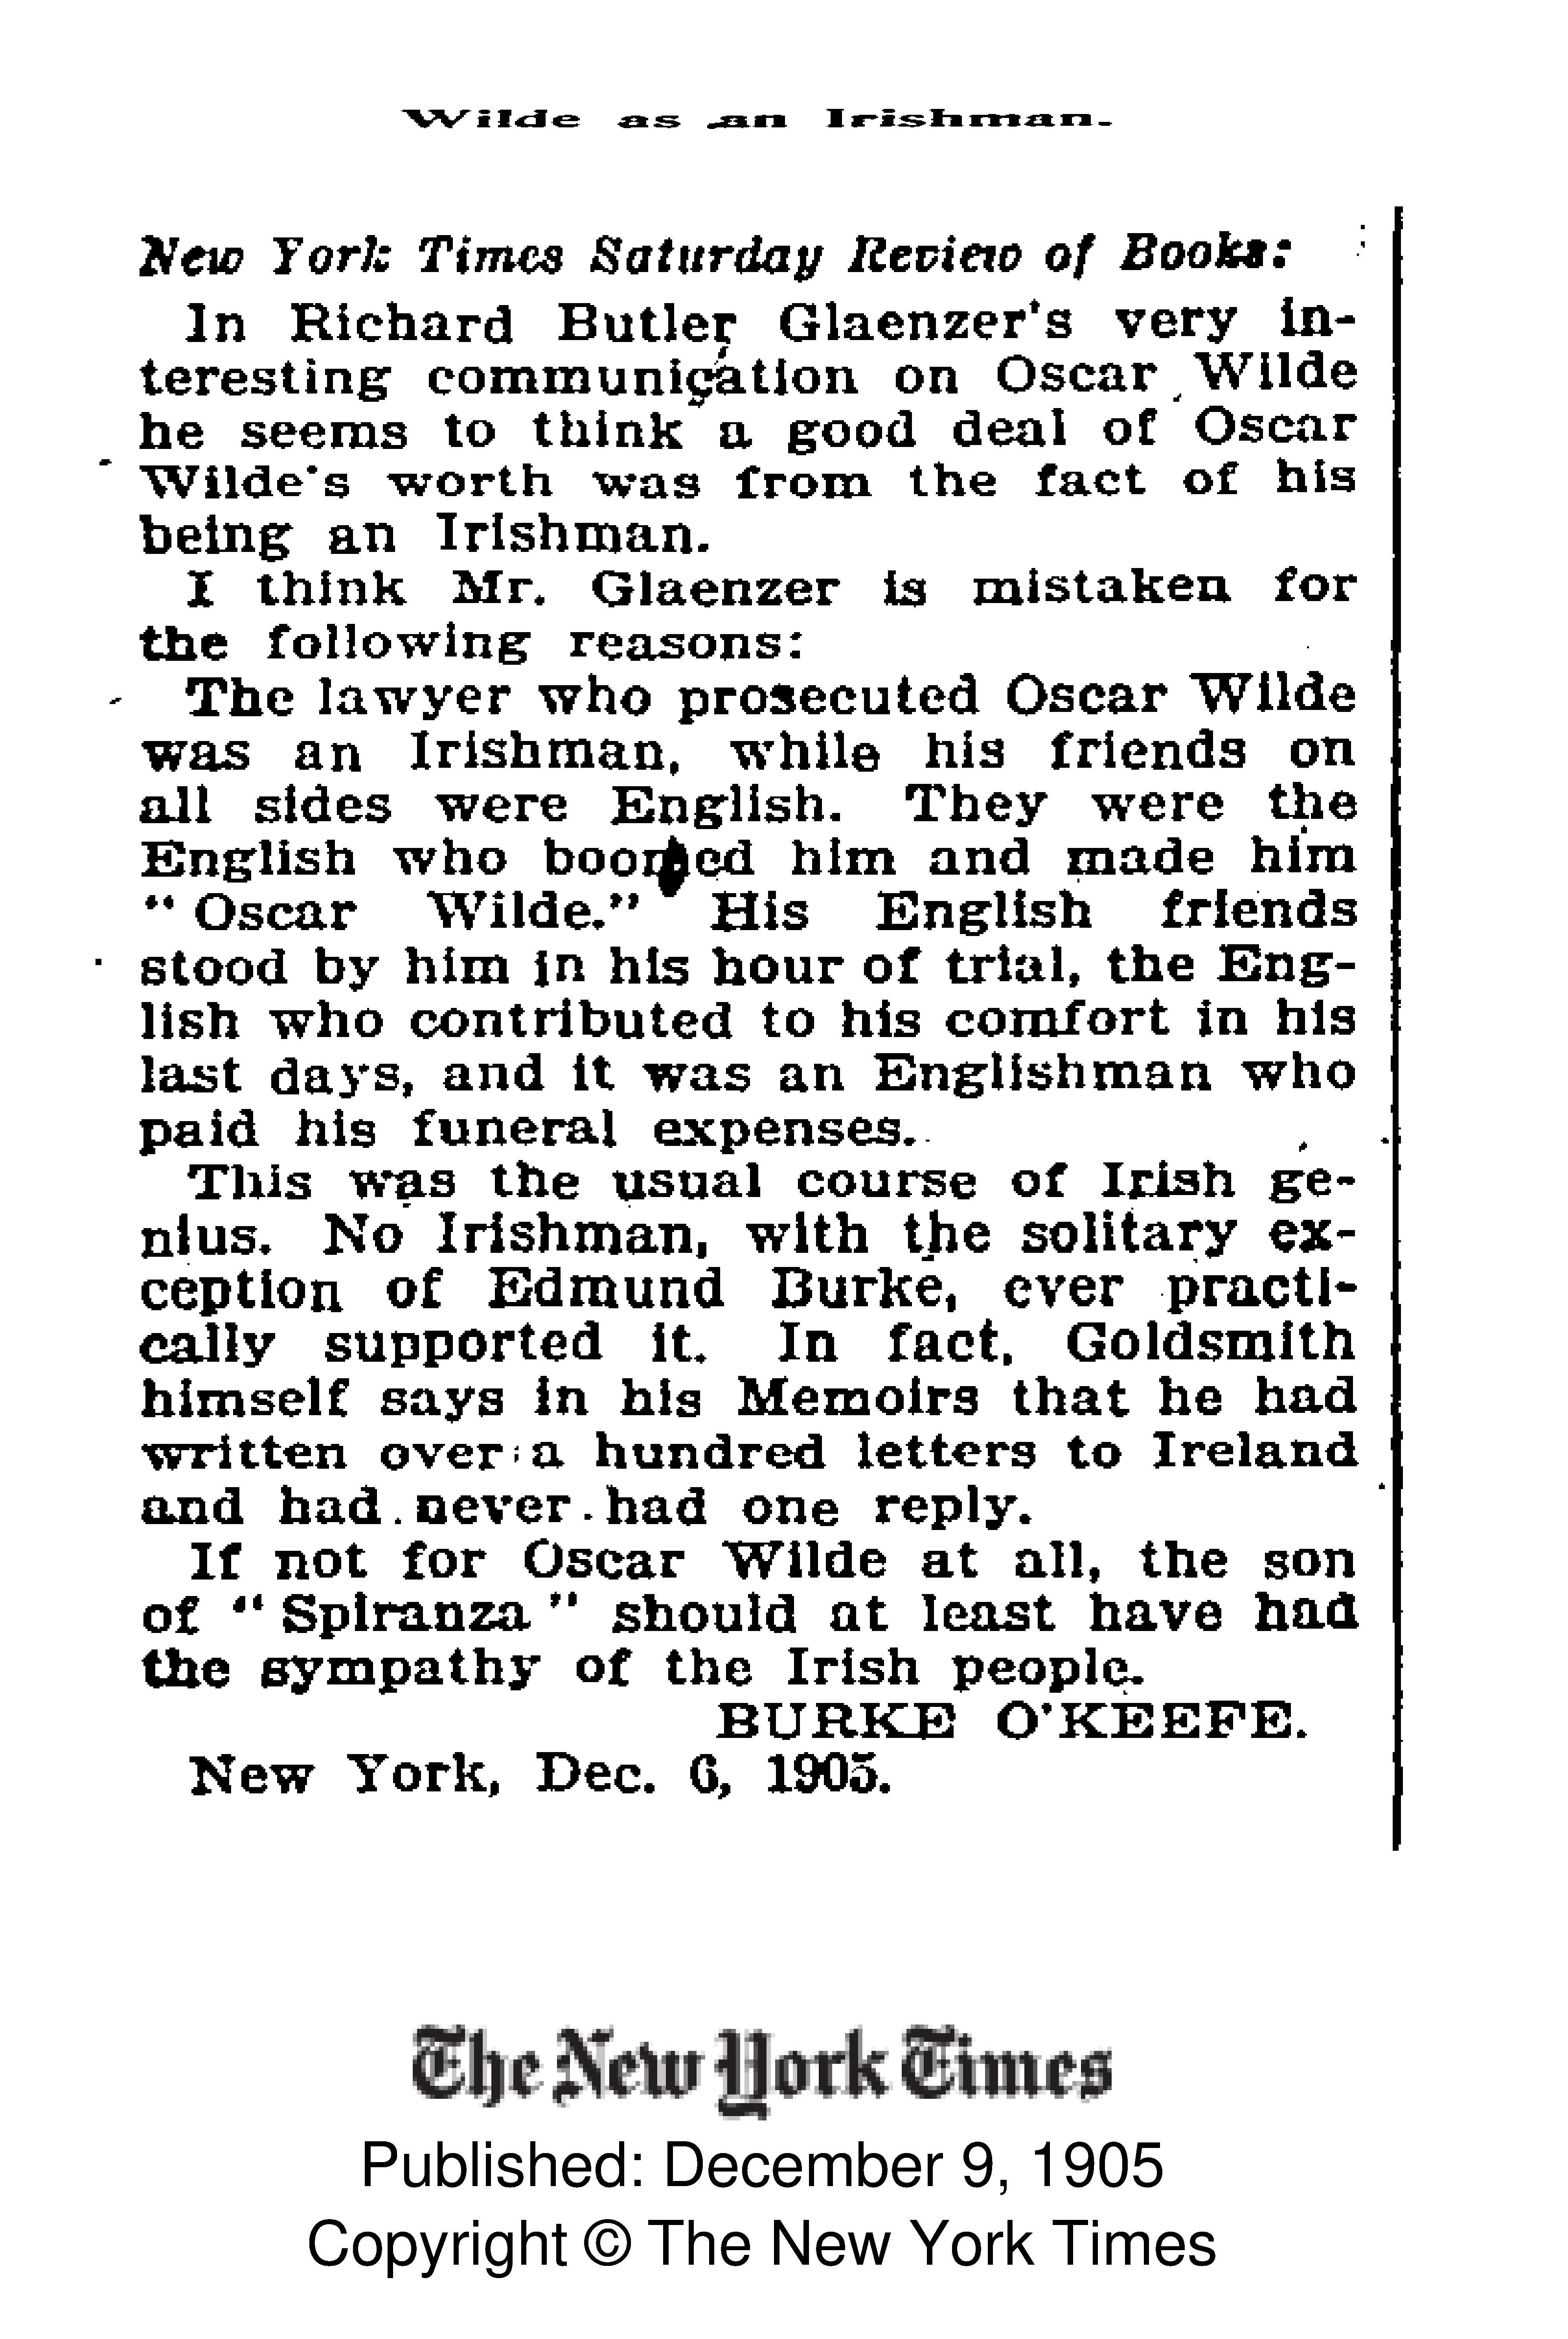 Wilde as an Irishman.
New York Times Saturday Review of Books:
In Richard Butler Glaenzer's very in-
teresting communication on Oscar Wilde
he seems to think a good deal of Oscar
Wilde's worth was from the fact of his
being an Irishman.
I think Mr. Glaenzer is mistaken for
the following reasons:
The lawyer who prosecuted Oscar Wilde
was an Irishman, while his friends on
all sides were English. They were the
English who boomed him and made him
"Oscar Wilde." His English friends
stood by him in his hour of trial, the Eng-
lish who contributed to his comfort in his
last days, and it was an Englishman who
paid his funeral expenses.
This was the usual course of Irish ge-
nius. No Irishman, with the solitary ex-
ception of Edmund Burke, ever practi-
cally supported it. In fact, Goldsmith
himself says in his Memoirs that he had
written over a hundred letters to Ireland
and had never had one reply.
If not for Oscar Wilde at all, the son
of "Spiranza" should at least have had
the sympathy of the Irish people.
BURKE O'KEEFE.
New York, Dec. 6, 1905.
The New York Times
Published: December 9, 1905
Copyright © The New York Times